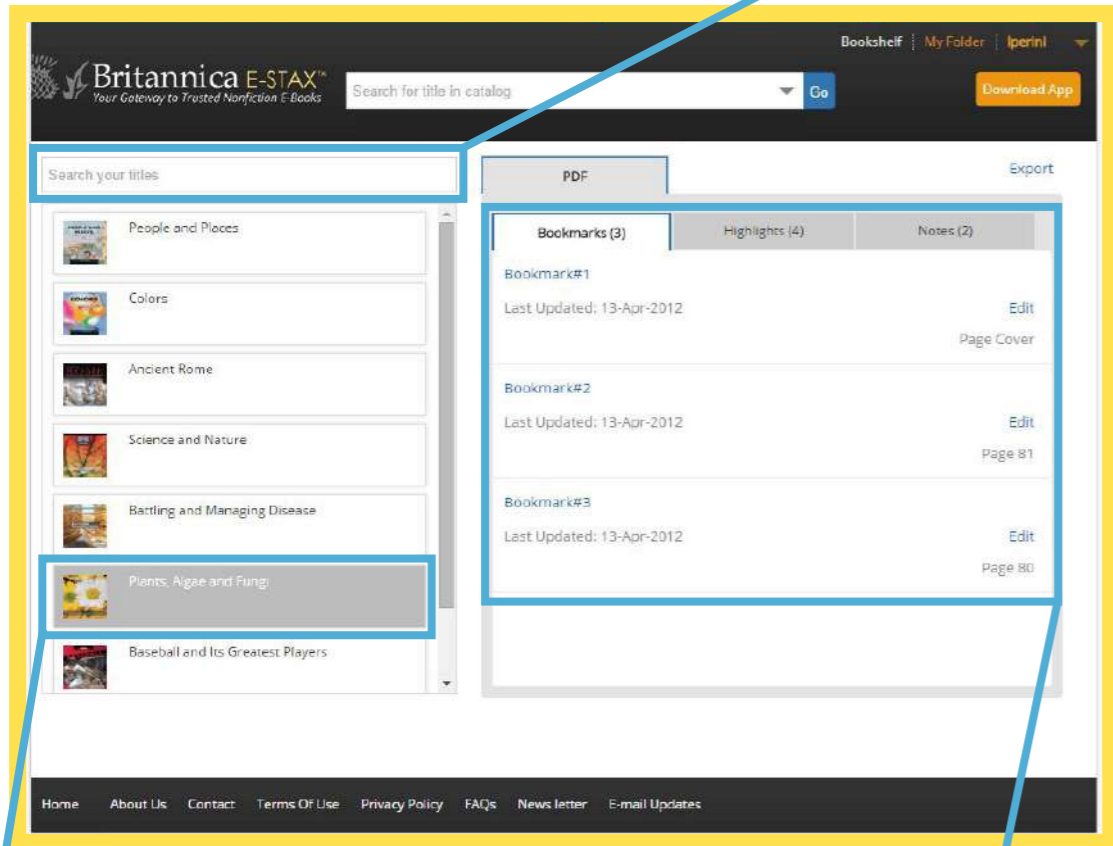 Bookshelf My Folder lperini
Britannica E-STAX™
Your Gateway to Trusted Nonfiction E-Books
Search for title in catalog
Go
Download App
Search your titles
People and Places
Colors
Ancient Rome
Science and Nature
Battling and Managing Disease
Plants, Algae and Fungi
Baseball and Its Greatest Players
PDF
Export
Bookmarks (3) Highlights (4) Notes (2)
Bookmark#1
Last Updated: 13-Apr-2012 Edit
Page Cover
Bookmark#2
Last Updated: 13-Apr-2012 Edit
Page 81
Bookmark#3
Last Updated: 13-Apr-2012 Edit
Page 80
Home About Us Contact Terms Of Use Privacy Policy FAQs News letter E-mail Updates